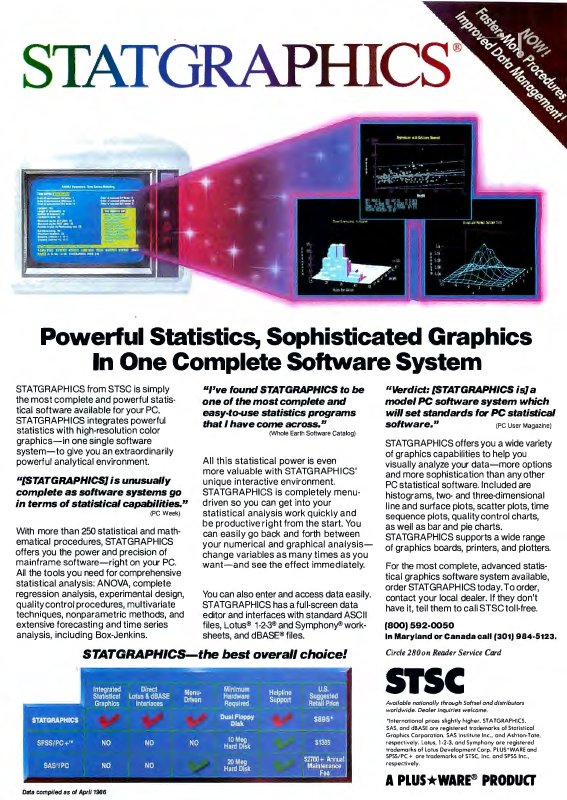 STATGRAPHICS®
NOW!
Faster, More Procedures,
Improved Data Management!
Powerful Statistics, Sophisticated Graphics
In One Complete Software System
STATGRAPHICS from STSC is simply
the most complete and powerful statis-
tical software available for your PC.
STATGRAPHICS integrates powerful
statistics with high-resolution color
graphics—in one single software
system—to give you an extraordinarily
powerful analytical environment.
“[STATGRAPHICS] is unusually
complete as software systems go
in terms of statistical capabilities.”
(PC Week)
With more than 250 statistical and math-
ematical procedures, STATGRAPHICS
offers you the power and precision of
mainframe software—right on your PC.
All the tools you need for comprehensive
statistical analysis: ANOVA, complete
regression analysis, experimental design,
quality control procedures, multivariate
techniques, nonparametric methods, and
extensive forecasting and time series
analysis, including Box-Jenkins.
“I’ve found STATGRAPHICS to be
one of the most complete and
easy-to-use statistics programs
that I have come across.”
(Whole Earth Software Catalog)
All this statistical power is even
more valuable with STATGRAPHICS’
unique interactive environment.
STATGRAPHICS is completely menu-
driven so you can get into your
statistical analysis work quickly and
be productive right from the start. You
can easily go back and forth between
your numerical and graphical analysis—
change variables as many times as you
want—and see the effect immediately.
You can also enter and access data easily.
STATGRAPHICS has a full-screen data
editor and interfaces with standard ASCII
files, Lotus® 1-2-3® and Symphony® work-
sheets, and dBASE® files.
“Verdict: [STATGRAPHICS is] a
model PC software system which
will set standards for PC statistical
software.” (PC User Magazine)
STATGRAPHICS offers you a wide variety
of graphics capabilities to help you
visually analyze your data—more options
and more sophistication than any other
PC statistical software. Included are
histograms, two- and three-dimensional
line and surface plots, scatter plots, time
sequence plots, quality control charts,
as well as bar and pie charts.
STATGRAPHICS supports a wide range
of graphics boards, printers, and plotters.
For the most complete, advanced statis-
tical graphics software system available,
order STATGRAPHICS today. To order,
contact your local dealer. If they don’t
have it, tell them to call STSC toll-free.
(800) 592-0050
In Maryland or Canada call (301) 984-5123.
Circle 280 on Reader Service Card
STATGRAPHICS—the best overall choice!
Integrated Statistical Graphics
Direct Lotus & dBASE Interfaces
Menu-Driven
Minimum Hardware Required
Helpline Support
U.S. Suggested Retail Price
STATGRAPHICS Dual Floppy Disk $695*
SPSS/PC+™ NO NO NO 10 Meg Hard Disk $1385
SAS®/PC NO NO 20 Meg Hard Disk $2700+ Annual Maintenance Fee
Data compiled as of April 1986
STSC
Available nationally through Softsel and distributors
worldwide. Dealer inquiries welcome.
*International prices slightly higher. STATGRAPHICS,
SAS, and dBASE are registered trademarks of Statistical
Graphics Corporation, SAS Institute Inc., and Ashton-Tate,
respectively. Lotus, 1-2-3, and Symphony are registered
trademarks of Lotus Development Corp. PLUS*WARE and
SPSS/PC+ are trademarks of STSC, Inc. and SPSS Inc.,
respectively.
A PLUS★WARE® PRODUCT